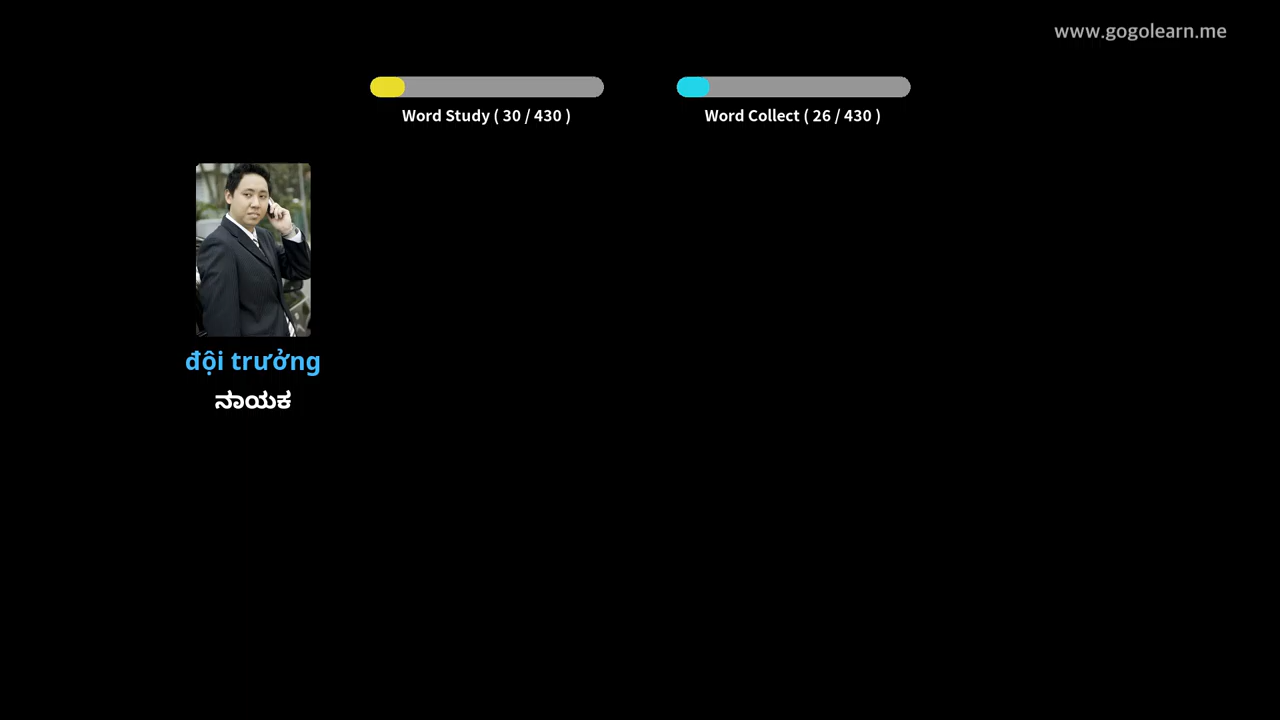 www.gogolearn.me
Word Study ( 30 / 430 )
Word Collect ( 26 / 430 )
đội trưởng
ನಾಯಕ